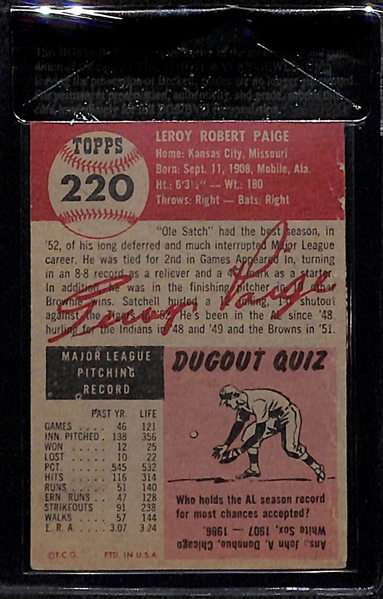 TOPPS
220
LEROY ROBERT PAIGE
Home: Kansas City, Missouri
Born: Sept. 11, 1908, Mobile, Ala.
Ht: 6'3½" — Wt.: 180
Throws: Right — Bats: Right
"Ole Satch" had the best season, in
'52, of his long deferred and much interrupted Major League
career. He was tied for 2nd in Games Appeared In, turning
in an 8-8 record as a reliever and a 4- mark as a starter.
In addition, he was in the finishing pitcher in other
Brownie wins. Satchell hurled a 1-0 shutout
against the Tigers in '52. He's been in the AL since '48,
hurling for the Indians in '48 and '49 and the Browns in '51.
MAJOR LEAGUE
PITCHING
RECORD
PAST YR. LIFE
GAMES 46 121
INN. PITCHED 138 356
WON 12 25
LOST 10 22
PCT. 545 532
HITS 116 314
RUNS 51 140
ERN RUNS 47 128
STRIKEOUTS 91 238
WALKS 57 144
E.R.A. 3.07 3.24
©T.C.G. PTD. IN U.S.A.
DUGOUT QUIZ
Who holds the AL season record
for most chances accepted?
Ans. John A. Donohue, Chicago
White Sox, 1907 - 1986.